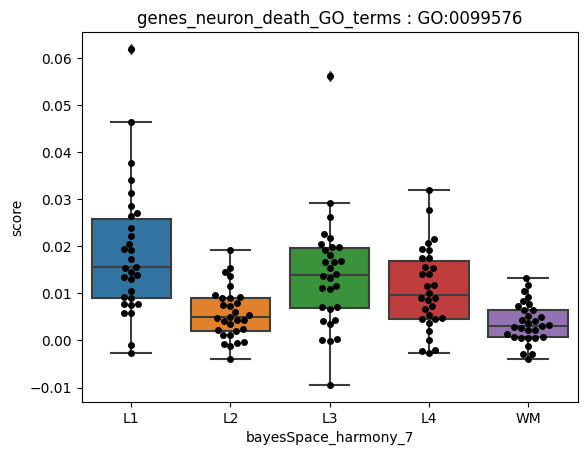 genes_neuron_death_GO_terms : GO:0099576
score
0.06
0.05
0.04
0.03
0.02
0.01
0.00
−0.01
L1
L2
L3
L4
WM
bayesSpace_harmony_7